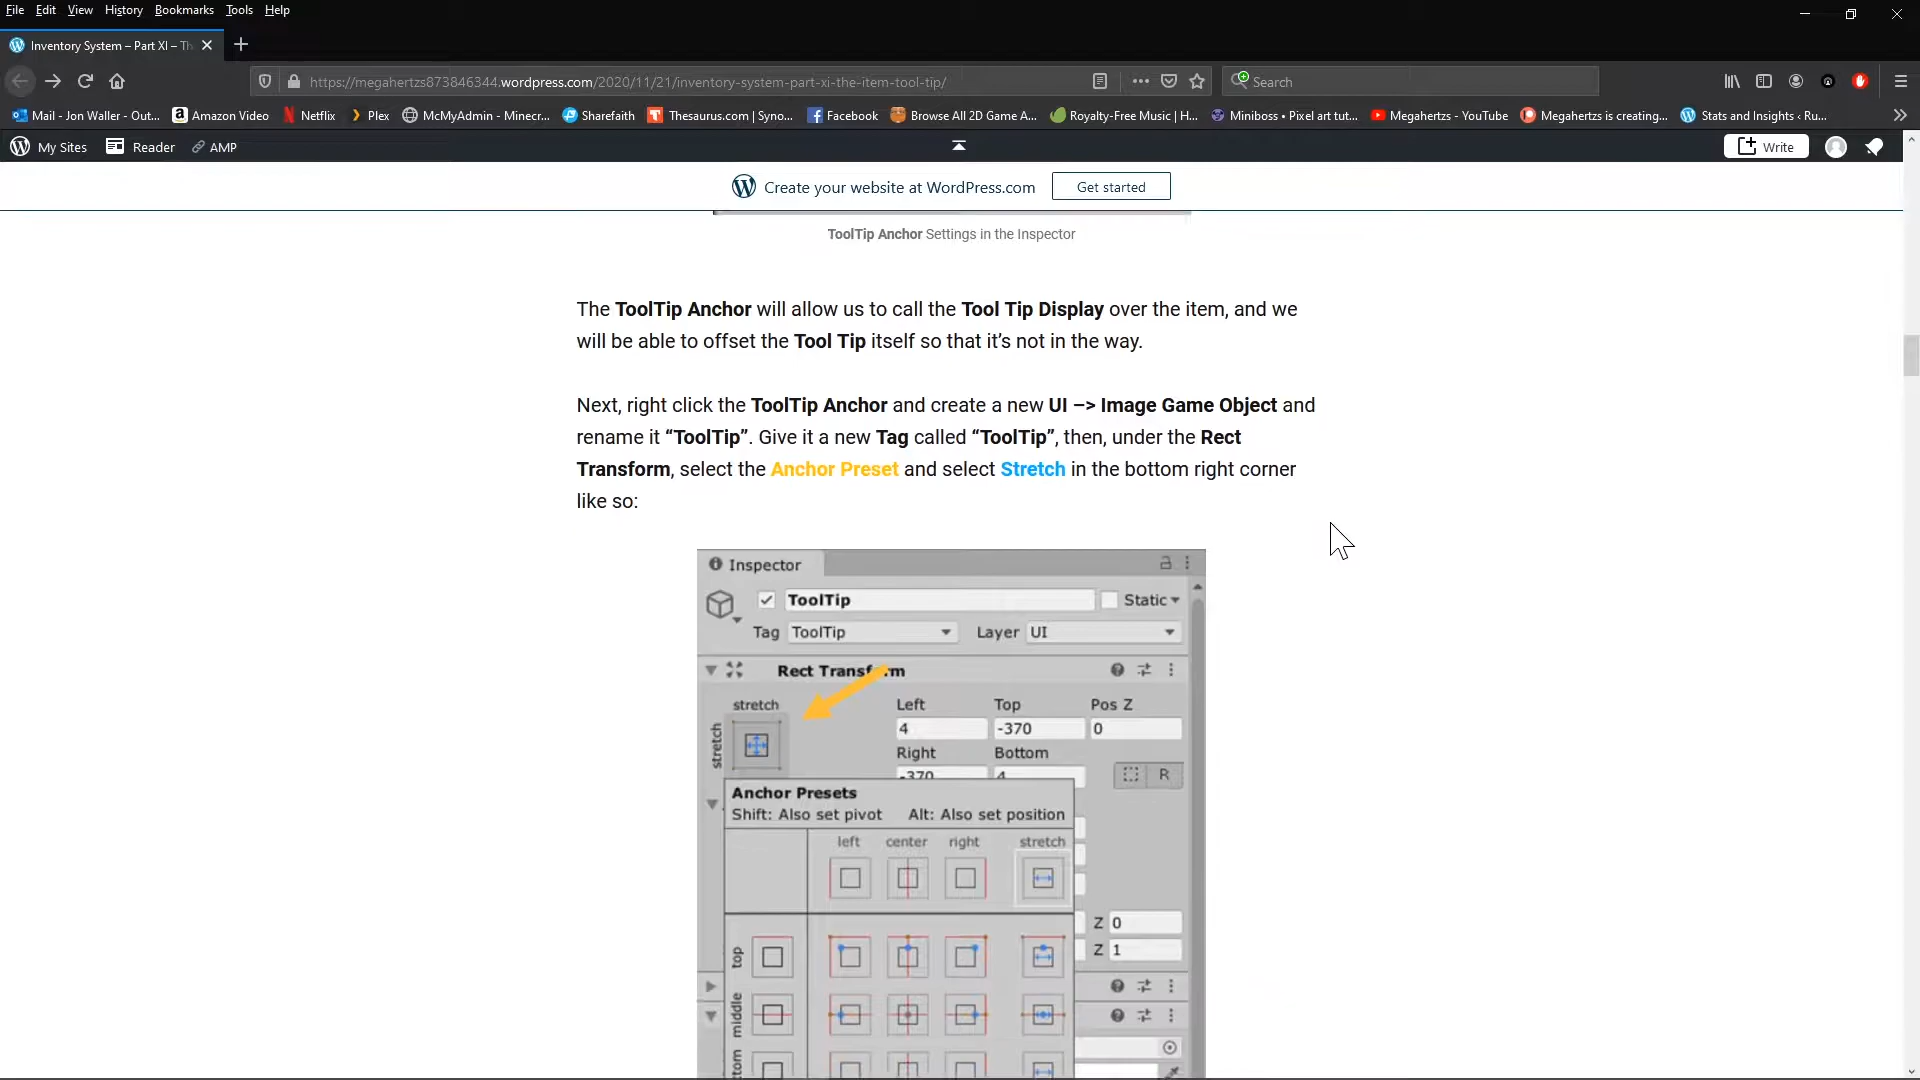 File Edit View History Bookmarks Tools Help
Inventory System – Part XI – Th
https://megahertzs873846344.wordpress.com/2020/11/21/inventory-system-part-xi-the-item-tool-tip/
Search
Mail - Jon Waller - Out... Amazon Video Netflix Plex McMyAdmin - Minecr... Sharefaith Thesaurus.com | Syno... Facebook Browse All 2D Game A... Royalty-Free Music | H... Miniboss • Pixel art tut... Megahertzs - YouTube Megahertzs is creating... Stats and Insights ‹ Ru...
My Sites Reader AMP Write
Create your website at WordPress.com Get started
ToolTip Anchor Settings in the Inspector
The ToolTip Anchor will allow us to call the Tool Tip Display over the item, and we
will be able to offset the Tool Tip itself so that it’s not in the way.
Next, right click the ToolTip Anchor and create a new UI –> Image Game Object and
rename it “ToolTip”. Give it a new Tag called “ToolTip”, then, under the Rect
Transform, select the Anchor Preset and select Stretch in the bottom right corner
like so:
Inspector
ToolTip Static
Tag ToolTip Layer UI
Rect Transform
stretch Left Top Pos Z
stretch 4 -370 0
Right Bottom
-370 4 R
Anchor Presets
Shift: Also set pivot Alt: Also set position
left center right stretch
Z 0
top Z 1
middle